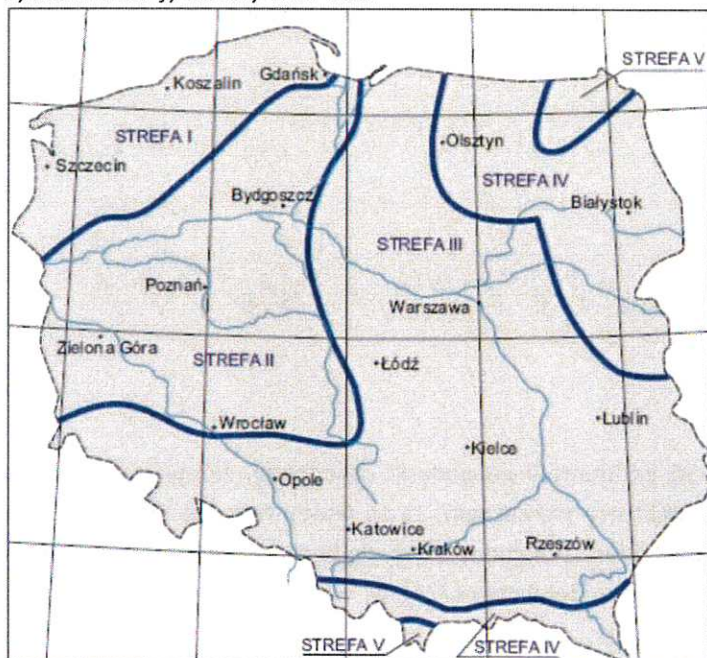 STREFA V
Gdańsk
Koszalin
STREFA I
Olsztyn
Szczecin
STREFA IV
Bydgoszcz
Białystok
STREFA III
Poznań
Warszawa
Zielona Góra
STREFA II
Łódź
Wrocław
Lublin
Kielce
Opole
Katowice
Kraków
Rzeszów
STREFA V
STREFA IV